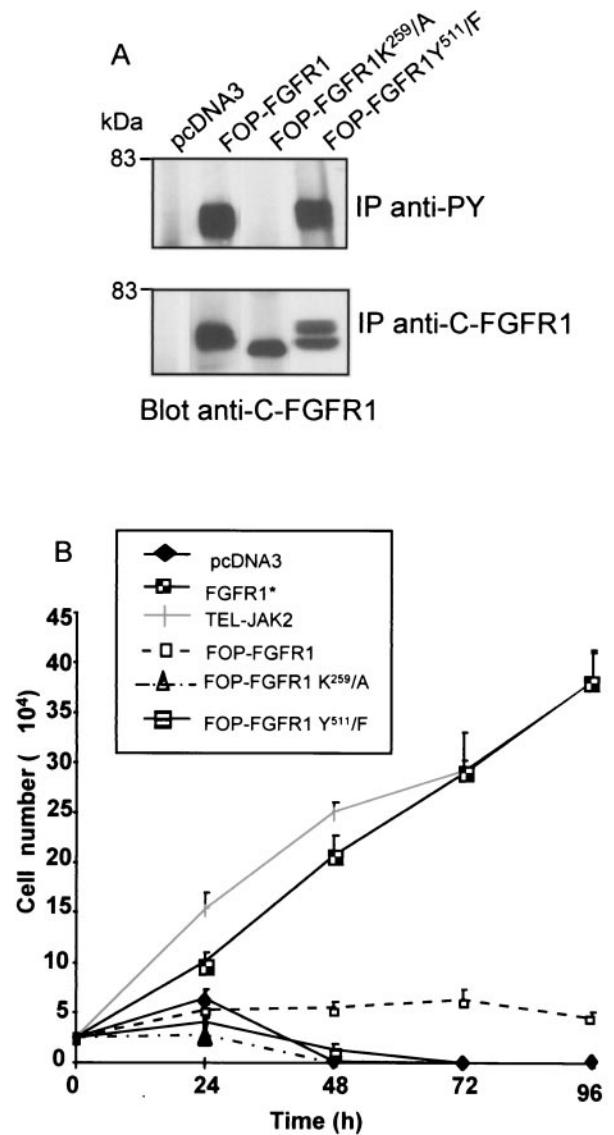 A
kDa
pcDNA3
FOP-FGFR1
FOP-FGFR1K²⁵⁹/A
FOP-FGFR1Y⁵¹¹/F
83
IP anti-PY
83
IP anti-C-FGFR1
Blot anti-C-FGFR1
B
pcDNA3
FGFR1*
TEL-JAK2
FOP-FGFR1
FOP-FGFR1 K²⁵⁹/A
FOP-FGFR1 Y⁵¹¹/F
Cell number ( 10⁴)
45
40
35
30
25
20
15
10
5
0
0 24 48 72 96
Time (h)